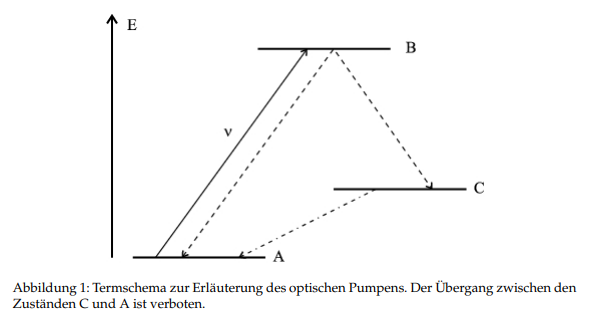 E
B
ν
C
A
Abbildung 1: Termschema zur Erläuterung des optischen Pumpens. Der Übergang zwischen den
Zuständen C und A ist verboten.